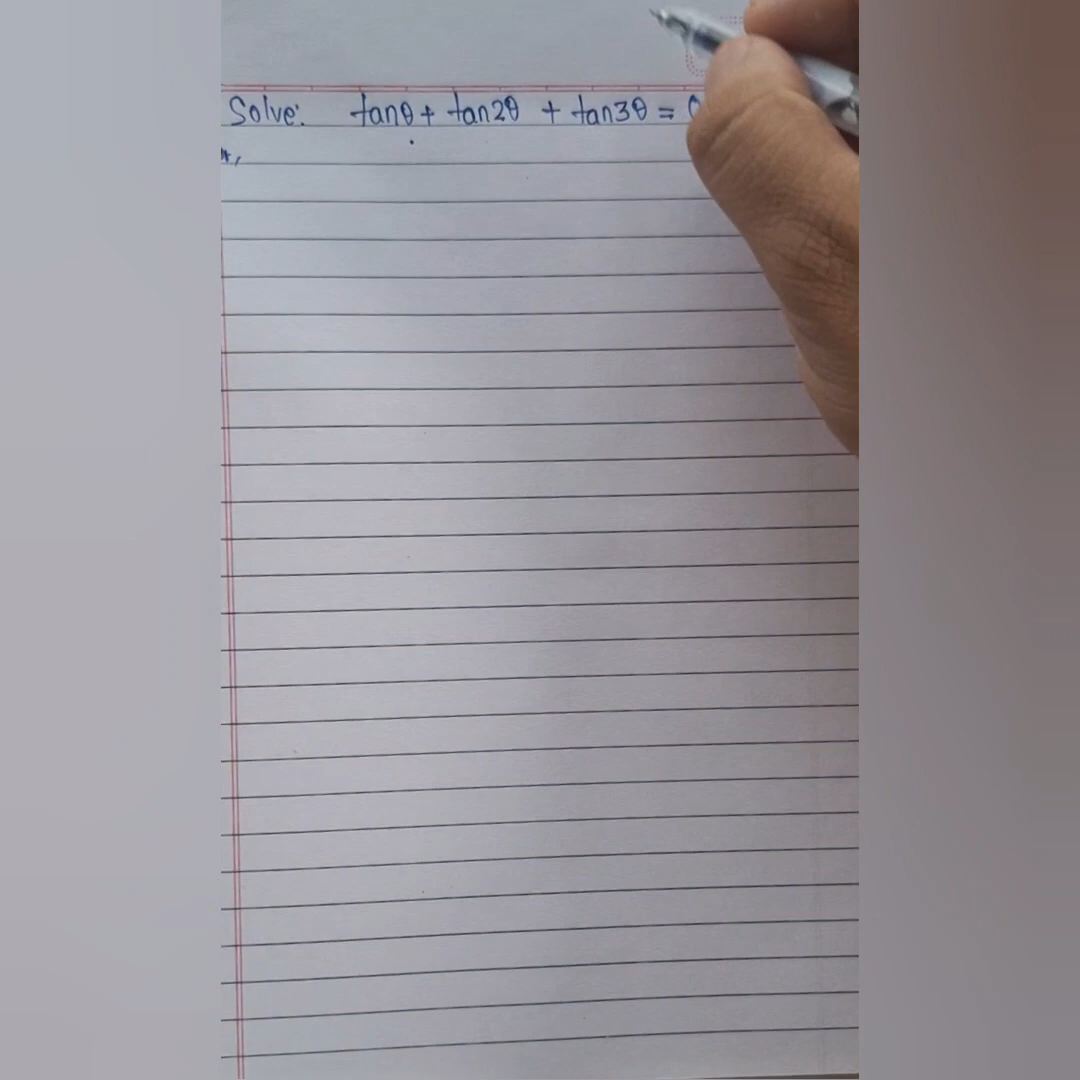 Solve: tanθ + tan2θ + tan3θ =